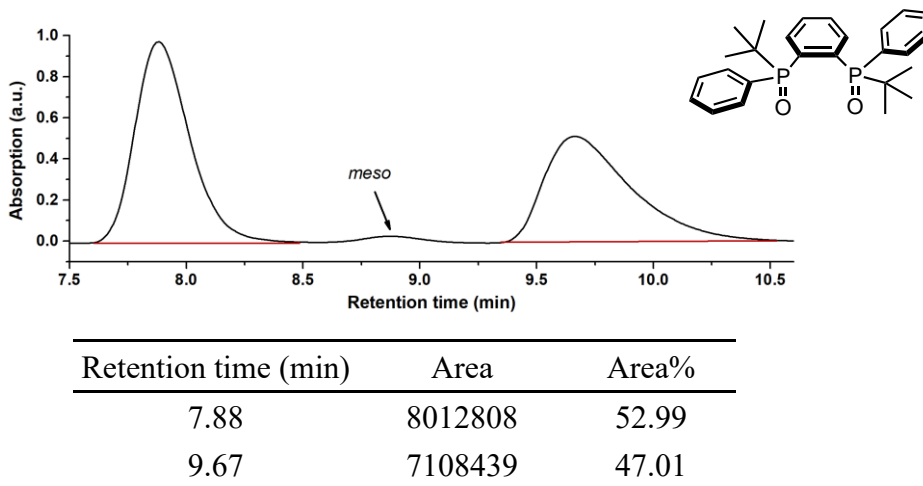 1.0
0.8
0.6
0.4
0.2
0.0
Absorption (a.u.)
meso
7.5 8.0 8.5 9.0 9.5 10.0 10.5
Retention time (min)
P P
O O
Retention time (min) Area Area%
7.88 8012808 52.99
9.67 7108439 47.01